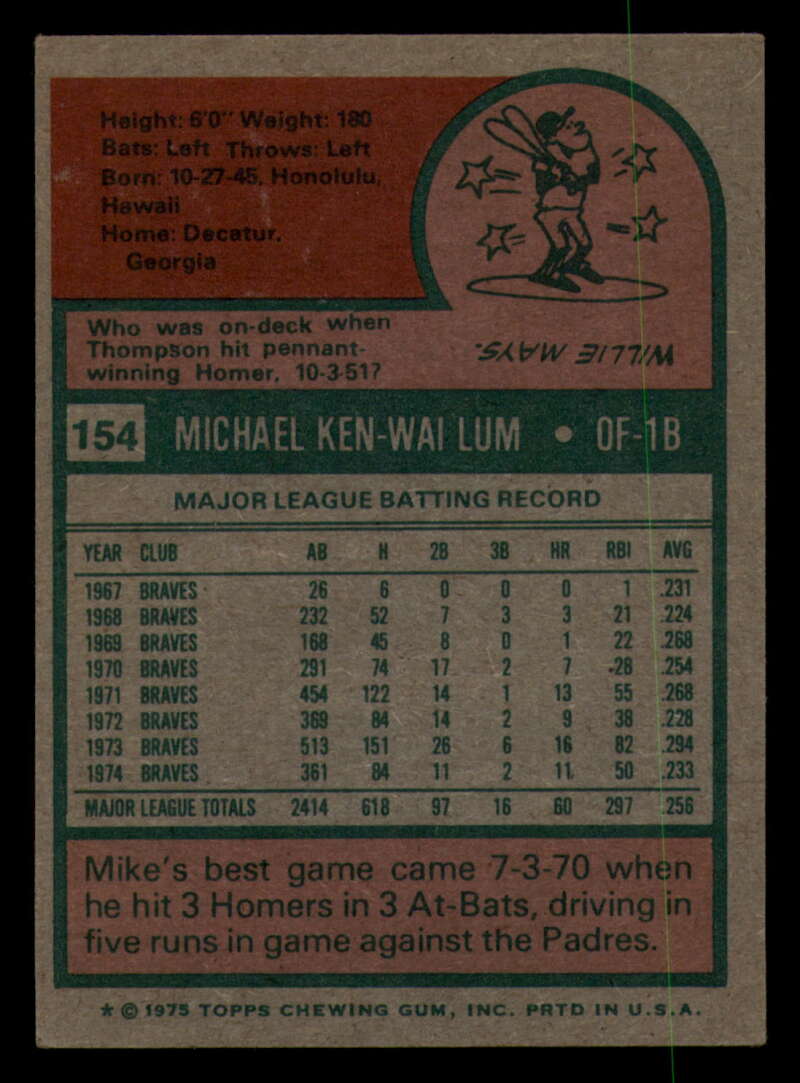 Height: 6'0" Weight: 180
Bats: Left Throws: Left
Born: 10-27-45, Honolulu,
Hawaii
Home: Decatur,
Georgia
Who was on-deck when
Thompson hit pennant-
winning Homer, 10-3-51?
WILLIE MAYS.
154 MICHAEL KEN-WAI LUM • OF-1B
MAJOR LEAGUE BATTING RECORD
YEAR CLUB AB H 2B 3B HR RBI AVG
1967 BRAVES 26 6 0 0 0 1 .231
1968 BRAVES 232 52 7 3 3 21 .224
1969 BRAVES 168 45 8 0 1 22 .268
1970 BRAVES 291 74 17 2 7 28 .254
1971 BRAVES 454 122 14 1 13 55 .268
1972 BRAVES 369 84 14 2 9 38 .228
1973 BRAVES 513 151 26 6 16 82 .294
1974 BRAVES 361 84 11 2 11 50 .233
MAJOR LEAGUE TOTALS 2414 618 97 16 60 297 .256
Mike's best game came 7-3-70 when
he hit 3 Homers in 3 At-Bats, driving in
five runs in game against the Padres.
* © 1975 TOPPS CHEWING GUM, INC. PRTD IN U.S.A.